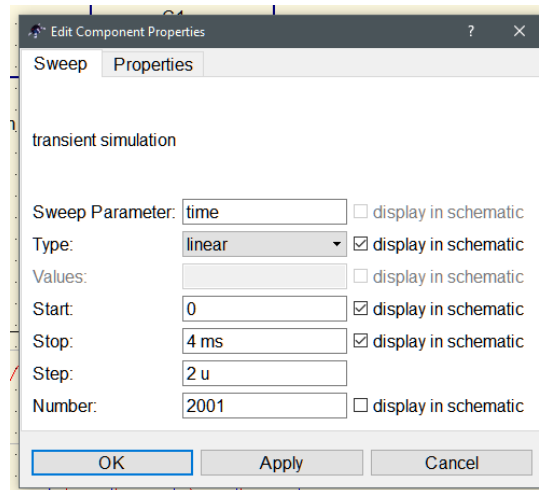 Edit Component Properties ? ×
Sweep Properties
transient simulation
Sweep Parameter: time display in schematic
Type: linear display in schematic
Values: display in schematic
Start: 0 display in schematic
Stop: 4 ms display in schematic
Step: 2 u
Number: 2001 display in schematic
OK Apply Cancel